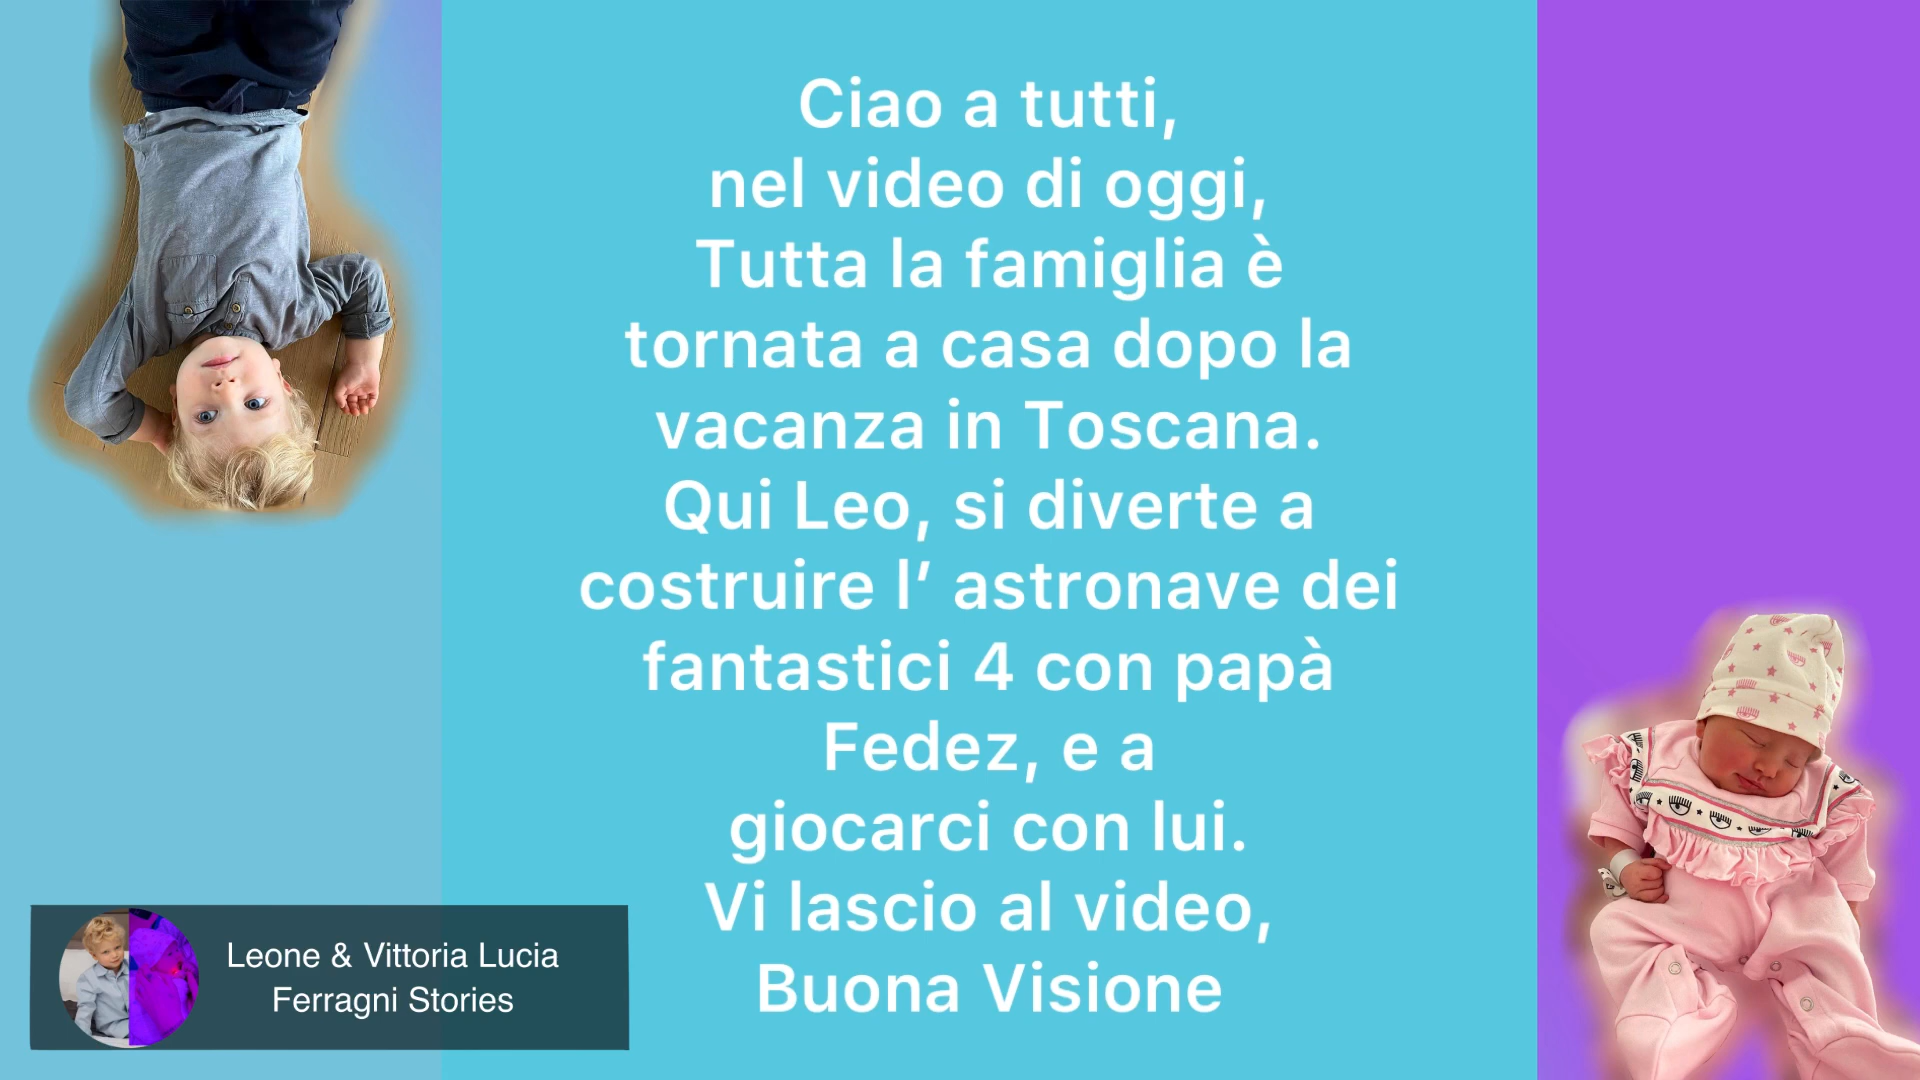 Ciao a tutti,
nel video di oggi,
Tutta la famiglia è
tornata a casa dopo la
vacanza in Toscana.
Qui Leo, si diverte a
costruire l’ astronave dei
fantastici 4 con papà
Fedez, e a
giocarci con lui.
Vi lascio al video,
Buona Visione
Leone & Vittoria Lucia
Ferragni Stories